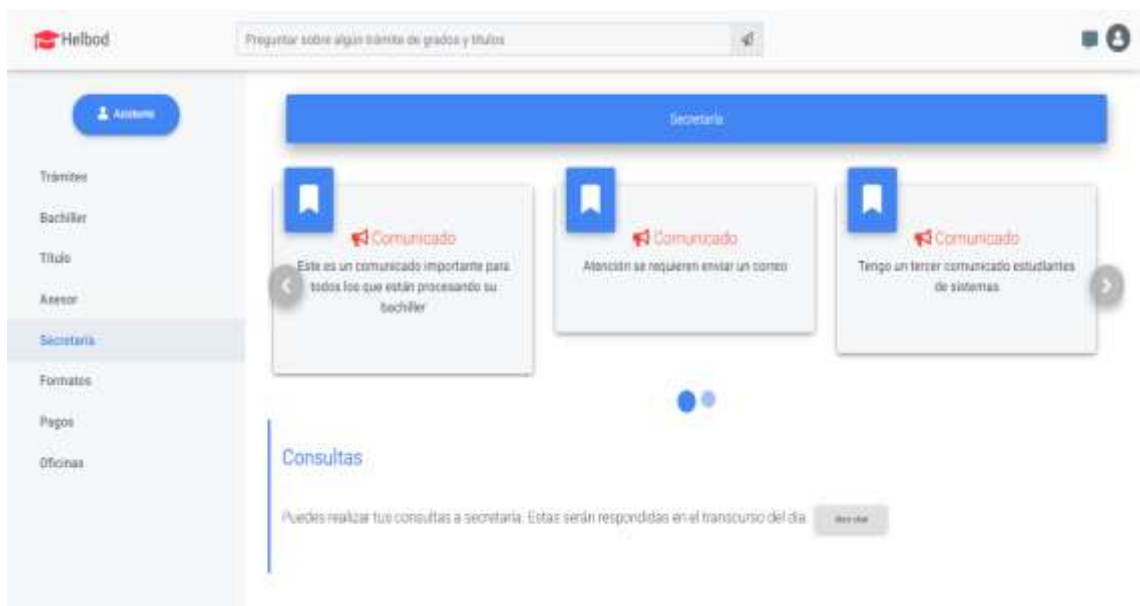 Helbod
Preguntar sobre algún trámite de grados y títulos
Asistente
Trámites
Bachiller
Título
Asesor
Secretaría
Formatos
Pagos
Oficinas
Secretaría
Comunicado
Este es un comunicado importante para
todos los que están procesando su
bachiller
Comunicado
Atención se requieren enviar un correo
Comunicado
Tengo un tercer comunicado estudiantes
de sistemas
Consultas
Puedes realizar tus consultas a secretaría. Estas serán respondidas en el transcurso del día.